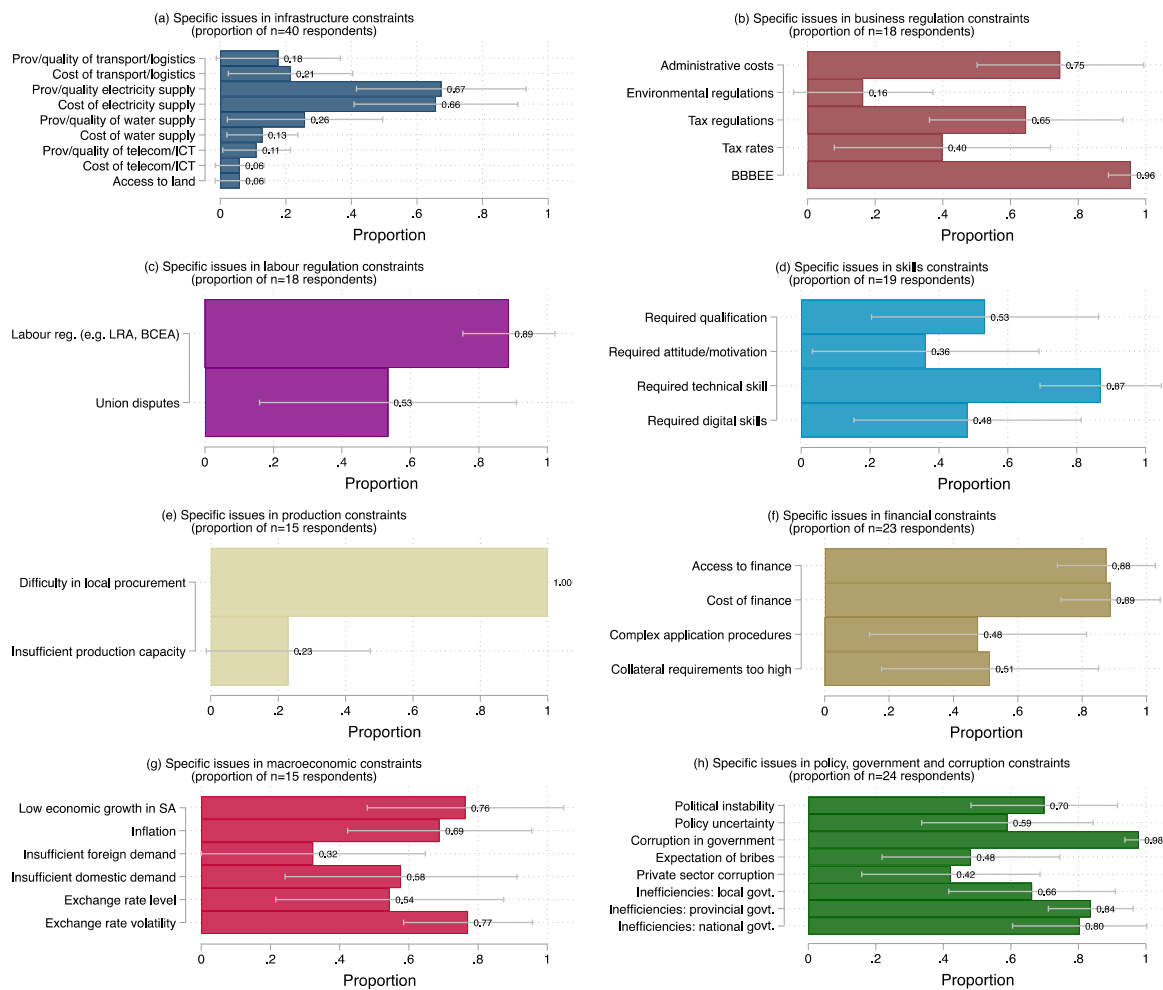 (a) Specific issues in infrastructure constraints
(proportion of n=40 respondents)
Prov/quality of transport/logistics 0.18
Cost of transport/logistics 0.21
Prov/quality electricity supply 0.67
Cost of electricity supply 0.66
Prov/quality of water supply 0.26
Cost of water supply 0.13
Prov/quality of telecom/ICT 0.11
Cost of telecom/ICT 0.06
Access to land 0.06
0 .2 .4 .6 .8 1
Proportion
(b) Specific issues in business regulation constraints
(proportion of n=18 respondents)
Administrative costs 0.75
Environmental regulations 0.16
Tax regulations 0.65
Tax rates 0.40
BBBEE 0.96
0 .2 .4 .6 .8 1
Proportion
(c) Specific issues in labour regulation constraints
(proportion of n=18 respondents)
Labour reg. (e.g. LRA, BCEA) 0.89
Union disputes 0.53
0 .2 .4 .6 .8 1
Proportion
(d) Specific issues in skills constraints
(proportion of n=19 respondents)
Required qualification 0.53
Required attitude/motivation 0.36
Required technical skill 0.87
Required digital skills 0.48
0 .2 .4 .6 .8 1
Proportion
(e) Specific issues in production constraints
(proportion of n=15 respondents)
Difficulty in local procurement 1.00
Insufficient production capacity 0.23
0 .2 .4 .6 .8 1
Proportion
(f) Specific issues in financial constraints
(proportion of n=23 respondents)
Access to finance 0.88
Cost of finance 0.89
Complex application procedures 0.48
Collateral requirements too high 0.51
0 .2 .4 .6 .8 1
Proportion
(g) Specific issues in macroeconomic constraints
(proportion of n=15 respondents)
Low economic growth in SA 0.76
Inflation 0.69
Insufficient foreign demand 0.32
Insufficient domestic demand 0.58
Exchange rate level 0.54
Exchange rate volatility 0.77
0 .2 .4 .6 .8 1
Proportion
(h) Specific issues in policy, government and corruption constraints
(proportion of n=24 respondents)
Political instability 0.70
Policy uncertainty 0.59
Corruption in government 0.98
Expectation of bribes 0.48
Private sector corruption 0.42
Inefficiencies: local govt. 0.66
Inefficiencies: provincial govt. 0.84
Inefficiencies: national govt. 0.80
0 .2 .4 .6 .8 1
Proportion